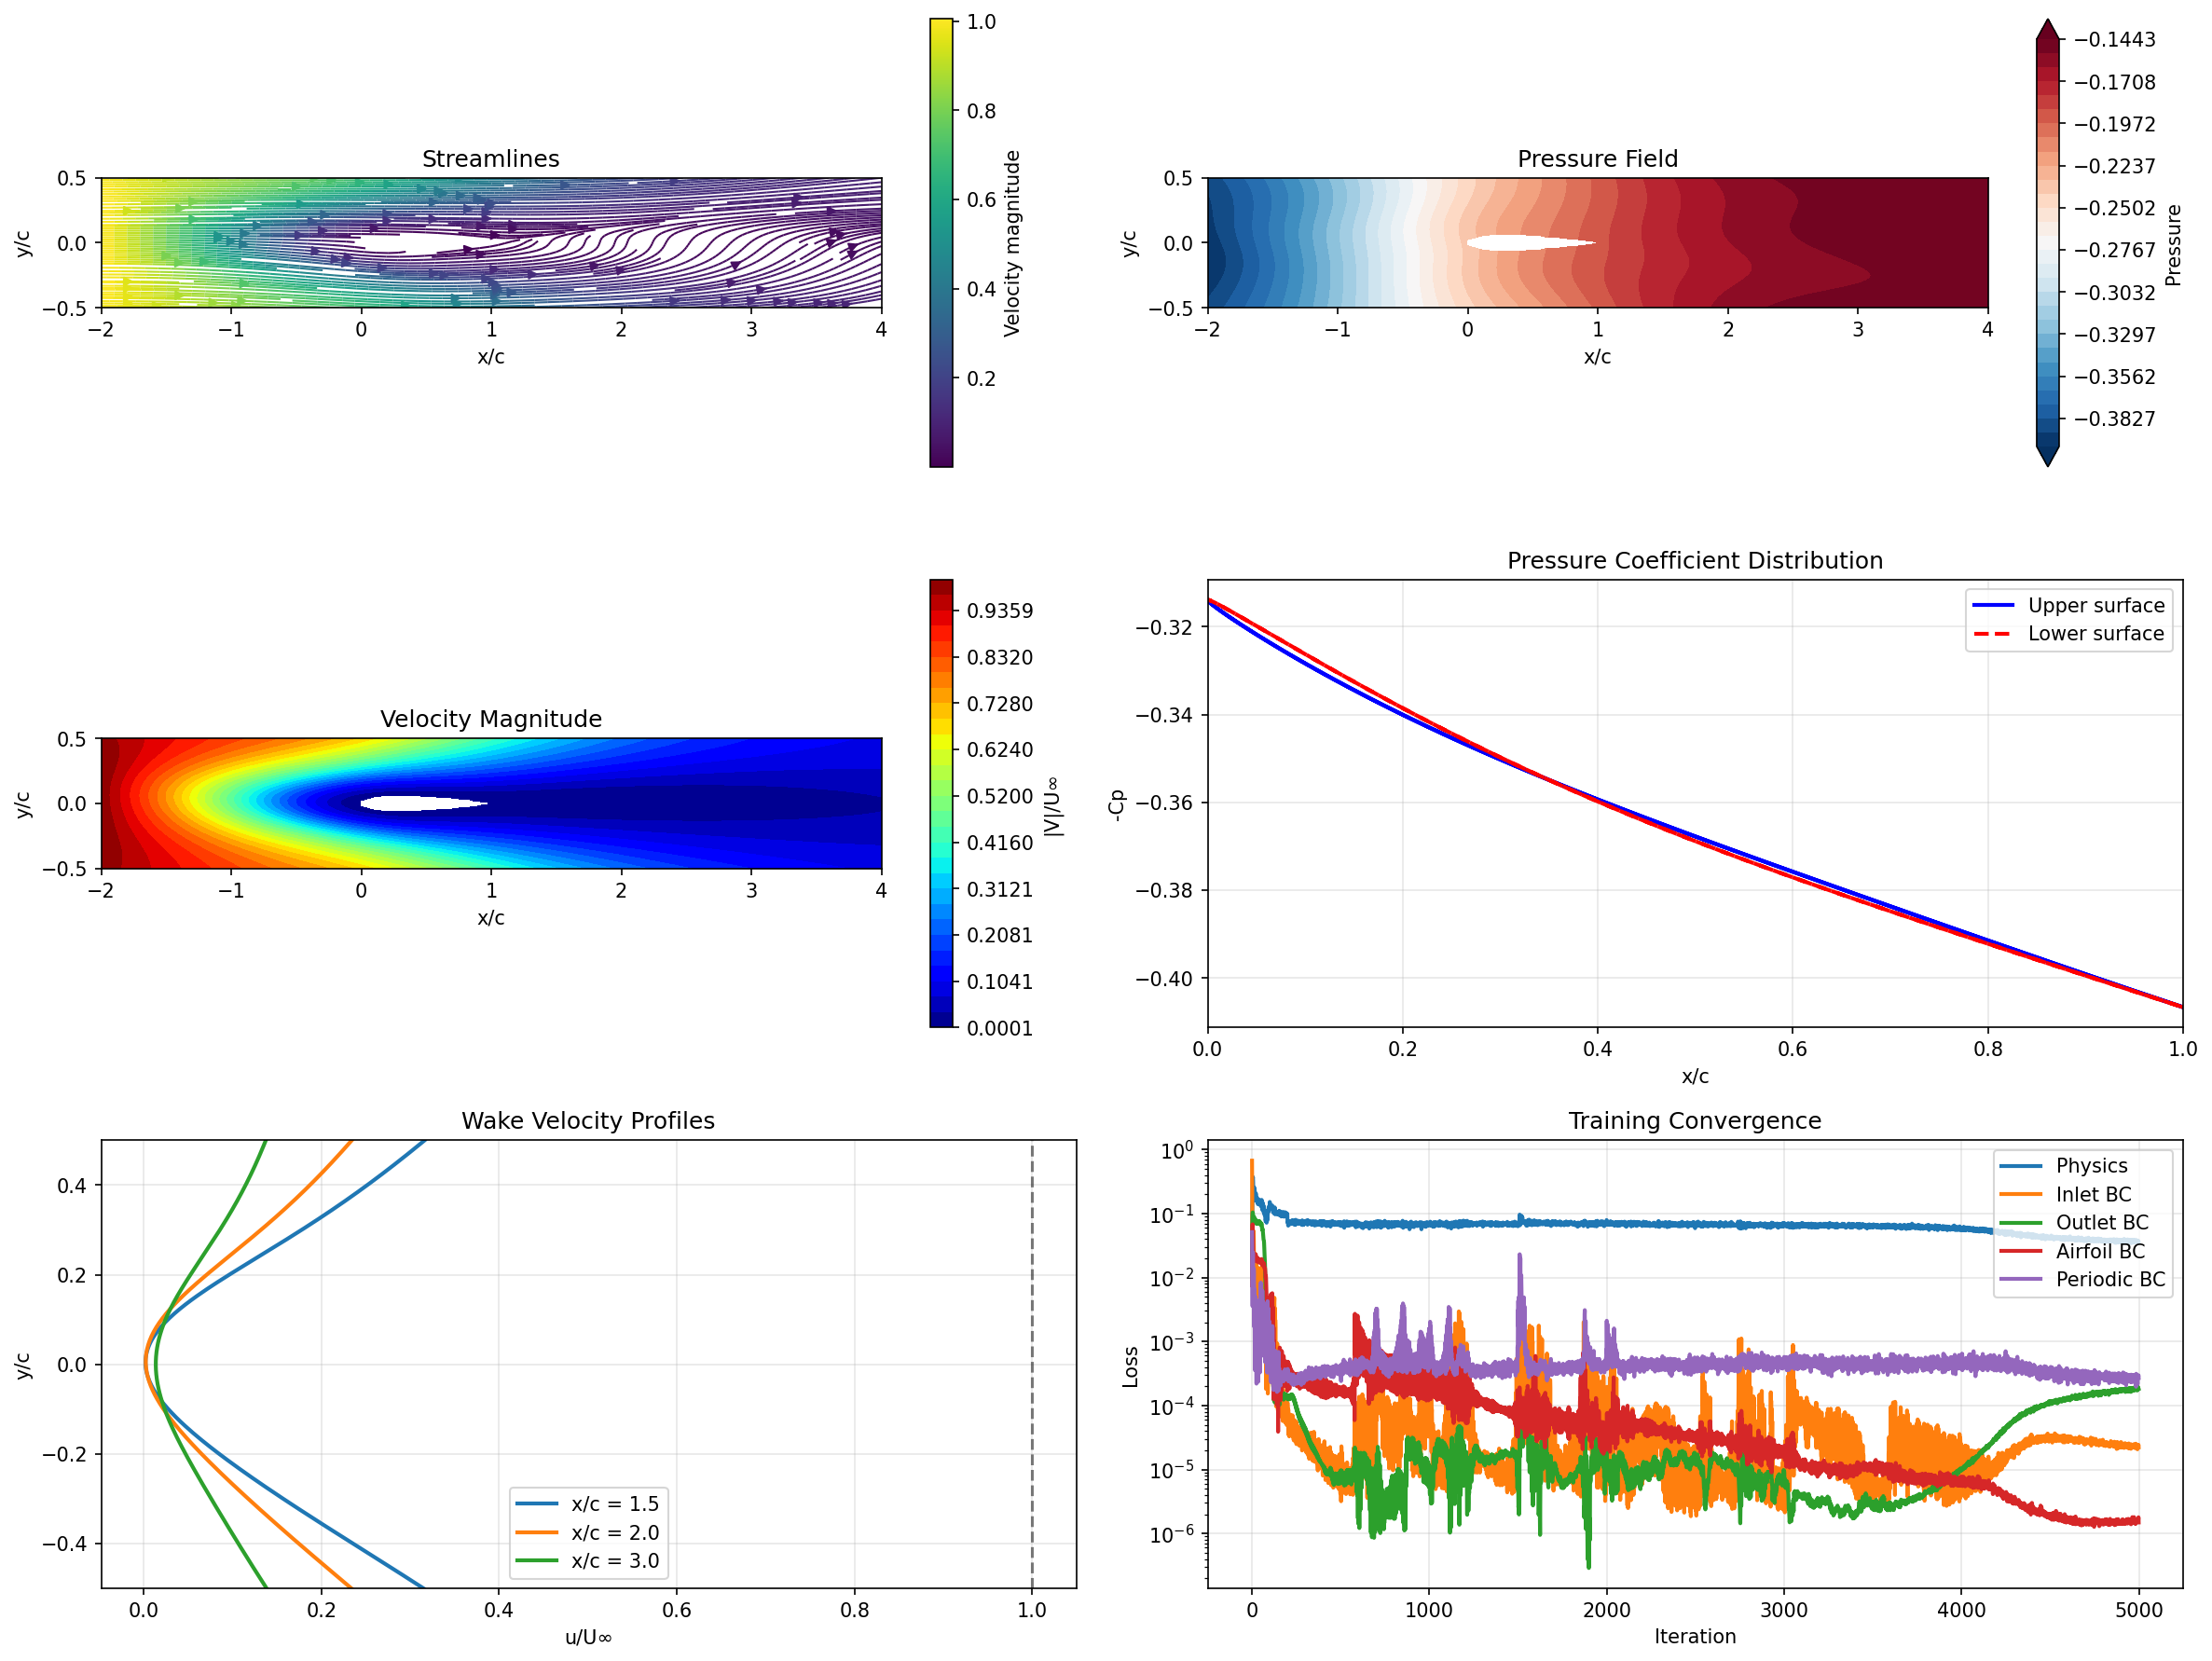 Streamlines
0.5
0.0
−0.5
−2 −1 0 1 2 3 4
x/c
y/c
1.0
0.8
0.6
0.4
0.2
Velocity magnitude
Pressure Field
0.5
0.0
−0.5
−2 −1 0 1 2 3 4
x/c
y/c
−0.1443
−0.1708
−0.1972
−0.2237
−0.2502
−0.2767
−0.3032
−0.3297
−0.3562
−0.3827
Pressure
Velocity Magnitude
0.5
0.0
−0.5
−2 −1 0 1 2 3 4
x/c
y/c
0.9359
0.8320
0.7280
0.6240
0.5200
0.4160
0.3121
0.2081
0.1041
0.0001
|V|/U∞
Pressure Coefficient Distribution
Upper surface
Lower surface
−0.32
−0.34
−0.36
−0.38
−0.40
-Cp
0.0 0.2 0.4 0.6 0.8 1.0
x/c
Wake Velocity Profiles
0.4
0.2
0.0
−0.2
−0.4
y/c
x/c = 1.5
x/c = 2.0
x/c = 3.0
0.0 0.2 0.4 0.6 0.8 1.0
u/U∞
Training Convergence
Physics
Inlet BC
Outlet BC
Airfoil BC
Periodic BC
10⁰
10⁻¹
10⁻²
10⁻³
10⁻⁴
10⁻⁵
10⁻⁶
Loss
0 1000 2000 3000 4000 5000
Iteration